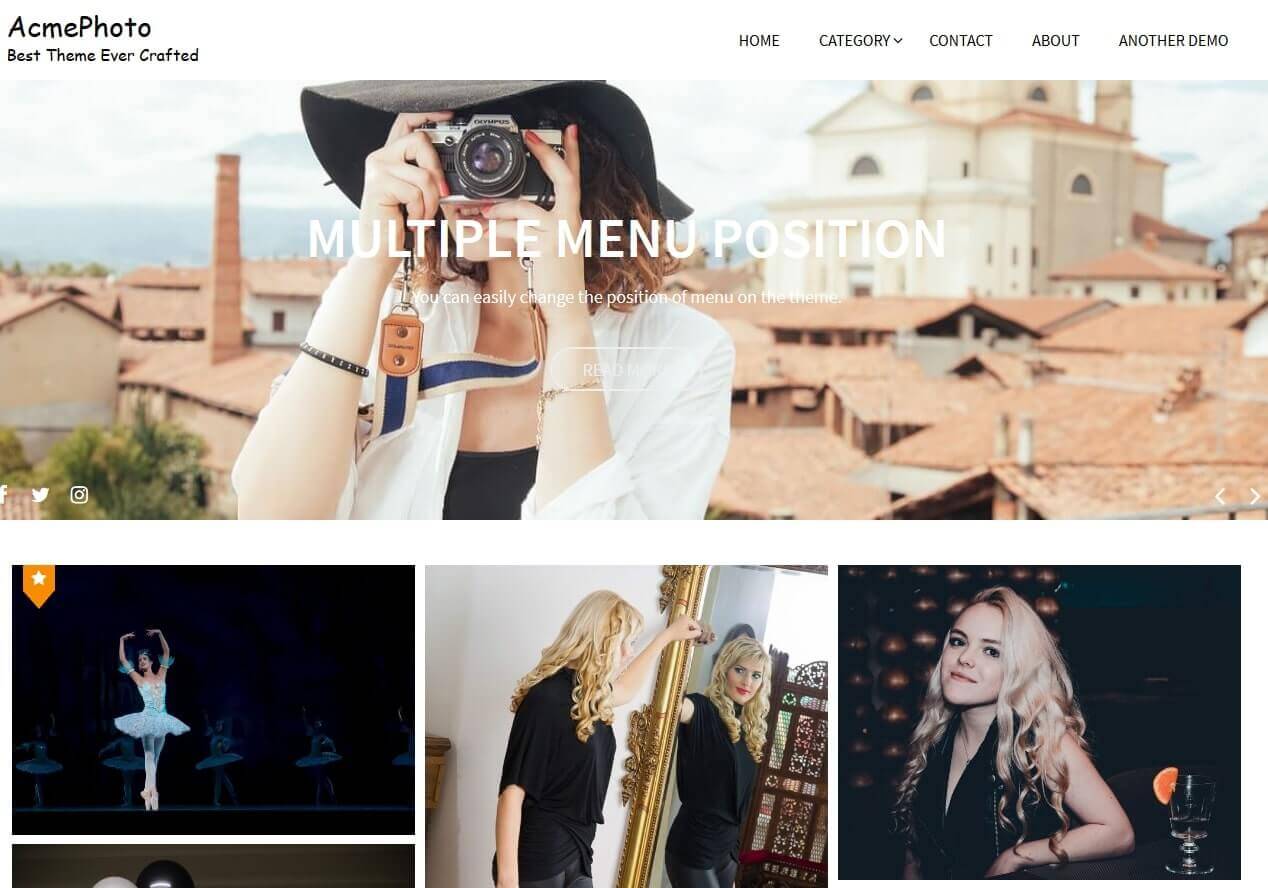 AcmePhoto
Best Theme Ever Crafted
HOME CATEGORY CONTACT ABOUT ANOTHER DEMO
OLYMPUS
MULTIPLE MENU POSITION
You can easily change the position of menu on the theme.
READ MORE